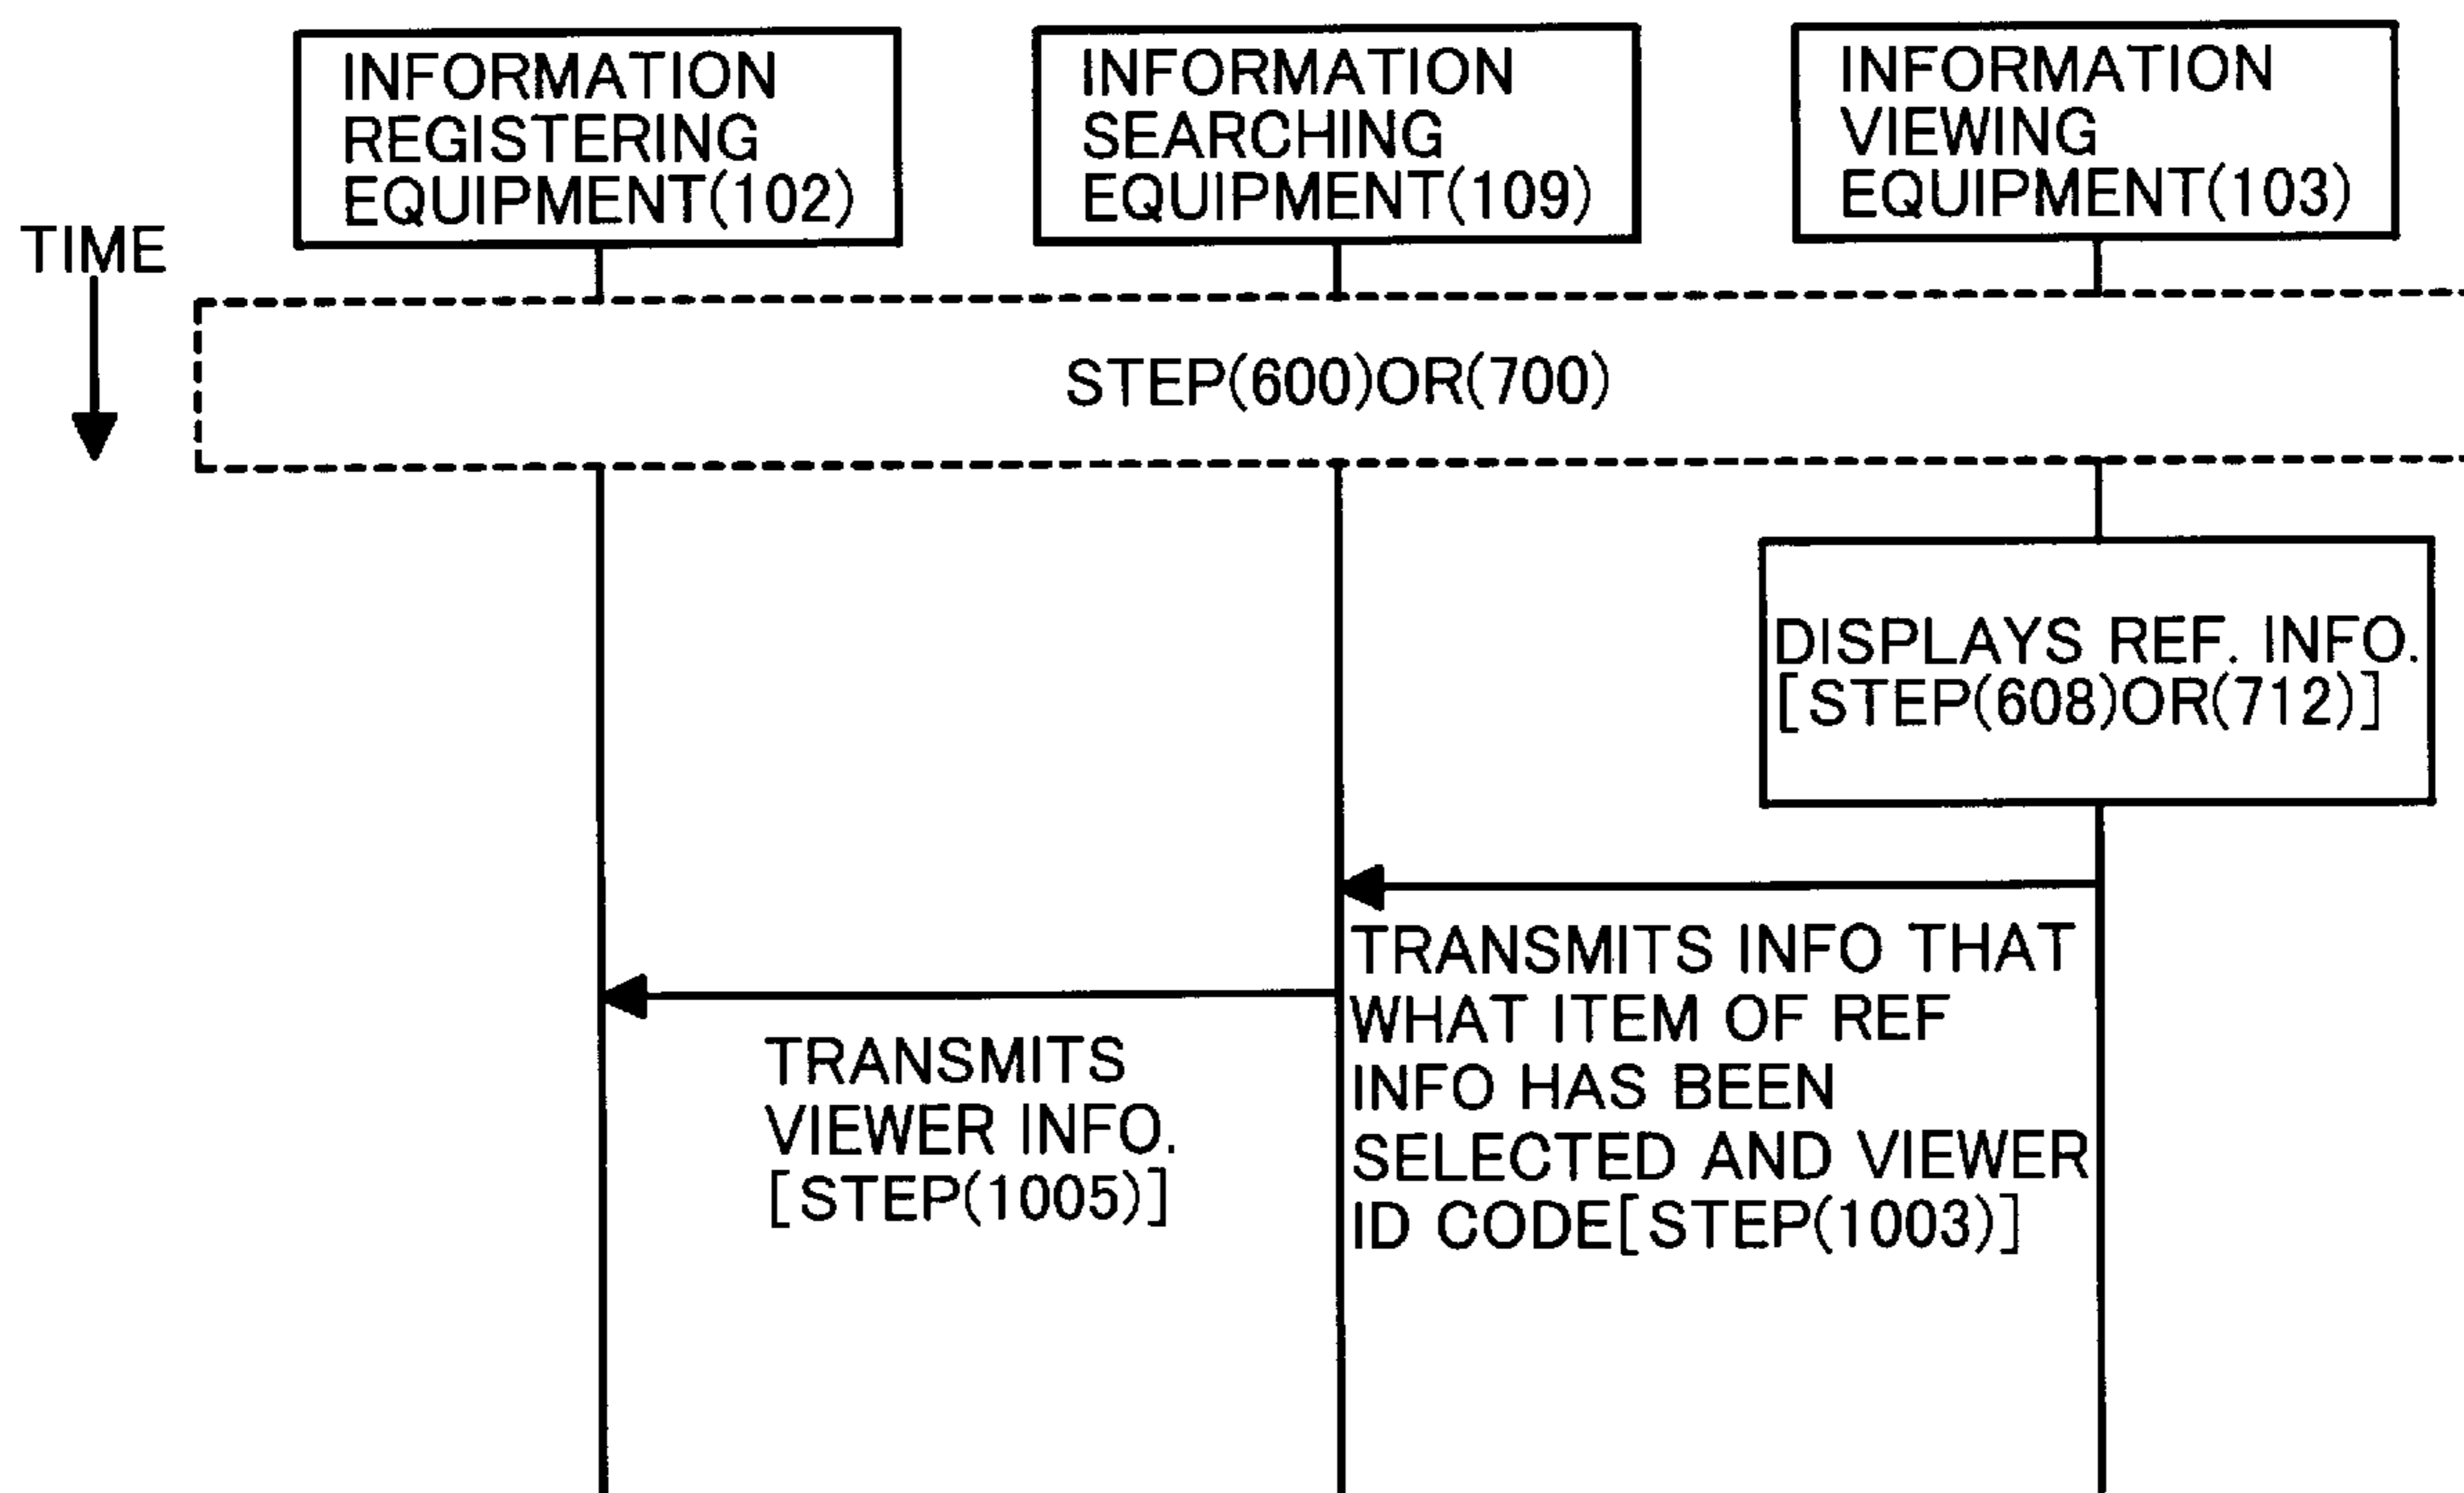 INFORMATION
REGISTERING
EQUIPMENT(102)
INFORMATION
SEARCHING
EQUIPMENT(109)
INFORMATION
VIEWING
EQUIPMENT(103)
TIME
STEP(600)OR(700)
DISPLAYS REF. INFO.
[STEP(608)OR(712)]
TRANSMITS INFO THAT
WHAT ITEM OF REF
INFO HAS BEEN
SELECTED AND VIEWER
ID CODE[STEP(1003)]
TRANSMITS
VIEWER INFO.
[STEP(1005)]